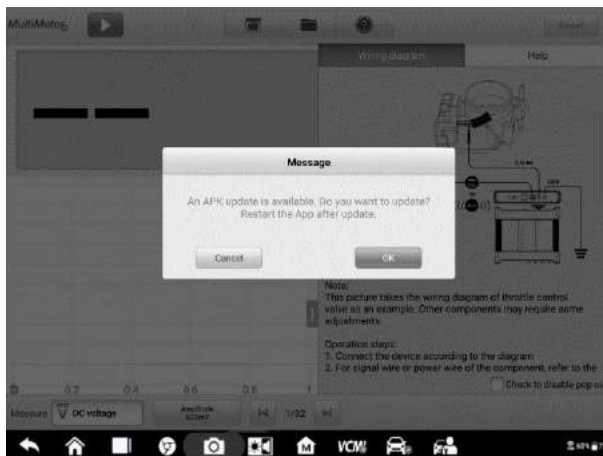 MultiMeter
Wiring diagram
Help
Message
An APK update is available. Do you want to update?
Restart the App after update.
Cancel
OK
Note:
This picture takes the wiring diagram of throttle control
valve as an example. Other components may require some
adjustments.
Operation steps:
1. Connect the device according to the diagram
2. For signal wire or power wire of the component, refer to the
0 0.2 0.4 0.6 0.8 1
Check to disable pop-up
Measure
DC voltage
Amplitude
1/32
M
VCMI